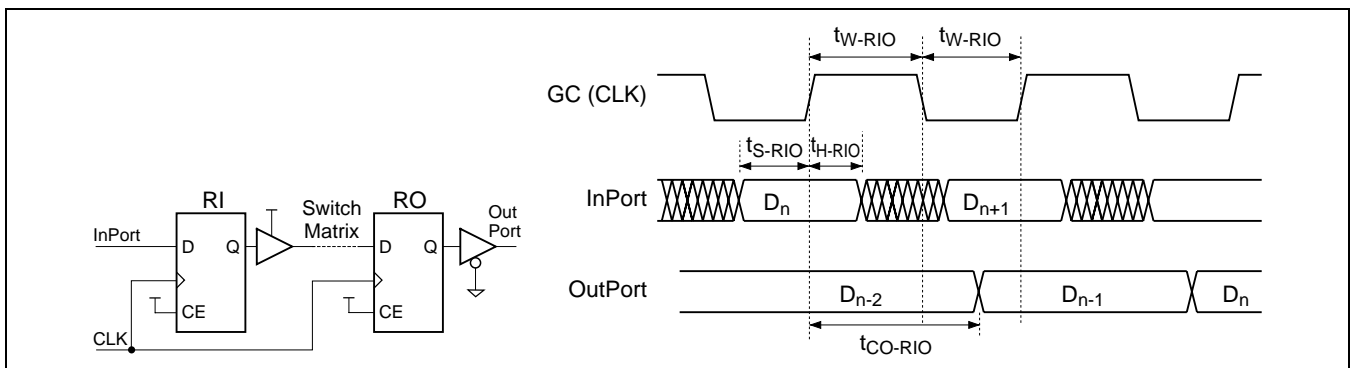 RI
RO
InPort
D
Q
Switch
Matrix
D
Q
Out
Port
CE
CE
CLK
tW-RIO
tW-RIO
GC (CLK)
tS-RIO
tH-RIO
InPort
Dn
Dn+1
OutPort
Dn-2
Dn-1
Dn
tCO-RIO